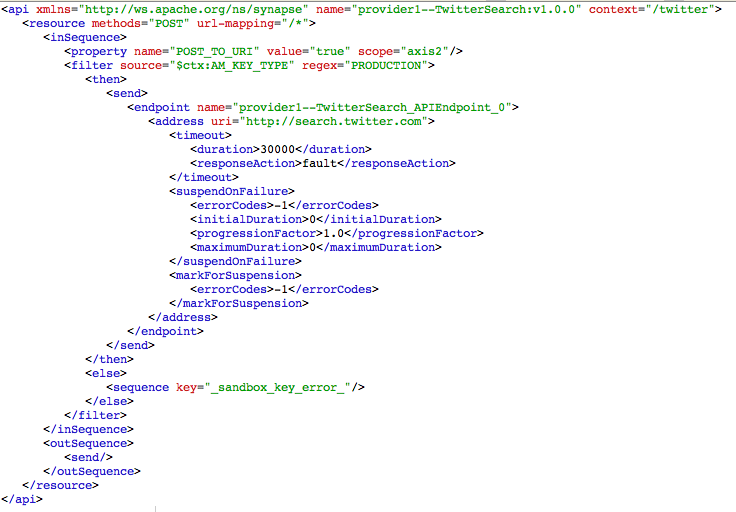 <api xmlns="http://ws.apache.org/ns/synapse" name="provider1--TwitterSearch:v1.0.0" context="/twitter">
   <resource methods="POST" url-mapping="/*">
      <inSequence>
         <property name="POST_TO_URI" value="true" scope="axis2"/>
         <filter source="$ctx:AM_KEY_TYPE" regex="PRODUCTION">
            <then>
               <send>
                  <endpoint name="provider1--TwitterSearch_APIEndpoint_0">
                     <address uri="http://search.twitter.com">
                        <timeout>
                           <duration>30000</duration>
                           <responseAction>fault</responseAction>
                        </timeout>
                        <suspendOnFailure>
                           <errorCodes>-1</errorCodes>
                           <initialDuration>0</initialDuration>
                           <progressionFactor>1.0</progressionFactor>
                           <maximumDuration>0</maximumDuration>
                        </suspendOnFailure>
                        <markForSuspension>
                           <errorCodes>-1</errorCodes>
                        </markForSuspension>
                     </address>
                  </endpoint>
               </send>
            </then>
            <else>
               <sequence key="_sandbox_key_error_"/>
            </else>
         </filter>
      </inSequence>
      <outSequence>
         <send/>
      </outSequence>
   </resource>
</api>